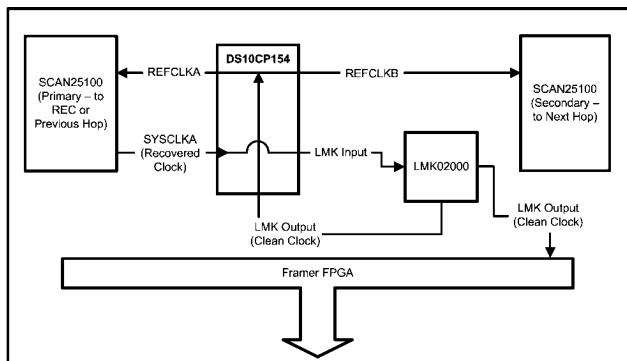 DS10CP154
SCAN25100
(Primary – to
REC or
Previous Hop)
REFCLKA
REFCLKB
SCAN25100
(Secondary –
to Next Hop)
SYSCLKA
(Recovered
Clock)
LMK Input
LMK02000
LMK Output
(Clean Clock)
LMK Output
(Clean Clock)
Framer FPGA